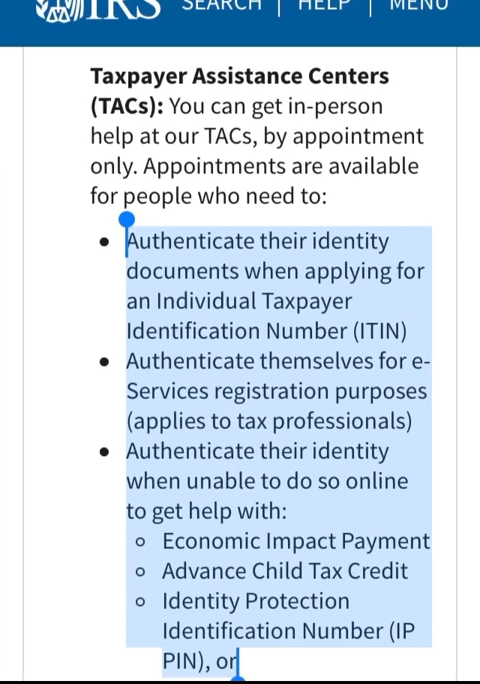 IRS SEARCH | HELP | MENU
Taxpayer Assistance Centers
(TACs): You can get in-person
help at our TACs, by appointment
only. Appointments are available
for people who need to:
• Authenticate their identity
documents when applying for
an Individual Taxpayer
Identification Number (ITIN)
• Authenticate themselves for e-
Services registration purposes
(applies to tax professionals)
• Authenticate their identity
when unable to do so online
to get help with:
◦ Economic Impact Payment
◦ Advance Child Tax Credit
◦ Identity Protection
Identification Number (IP
PIN), or